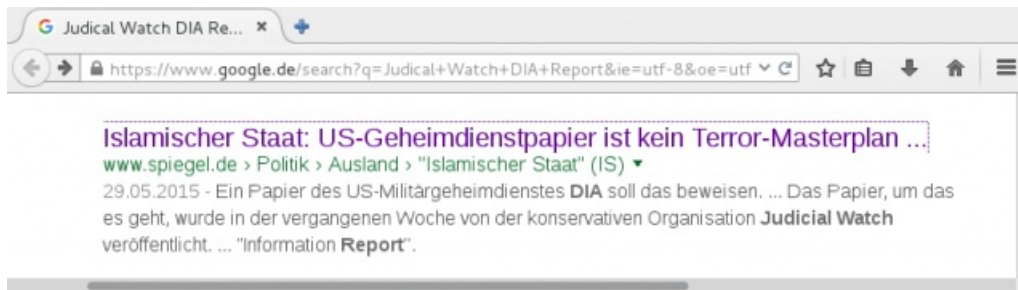 Judical Watch DIA Re...
https://www.google.de/search?q=Judical+Watch+DIA+Report&ie=utf-8&oe=utf
Islamischer Staat: US-Geheimdienstpapier ist kein Terror-Masterplan ...
www.spiegel.de › Politik › Ausland › "Islamischer Staat" (IS)
29.05.2015 - Ein Papier des US-Militärgeheimdienstes DIA soll das beweisen. ... Das Papier, um das
es geht, wurde in der vergangenen Woche von der konservativen Organisation Judicial Watch
veröffentlicht. ... "Information Report".